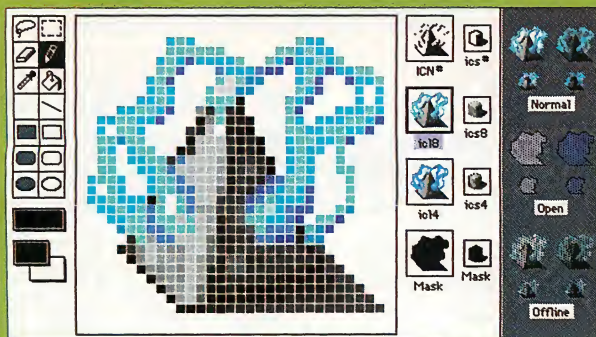 ICN#
ics#
Normal
icl8
ics8
icl4
ics4
Open
Mask
Mask
Offline